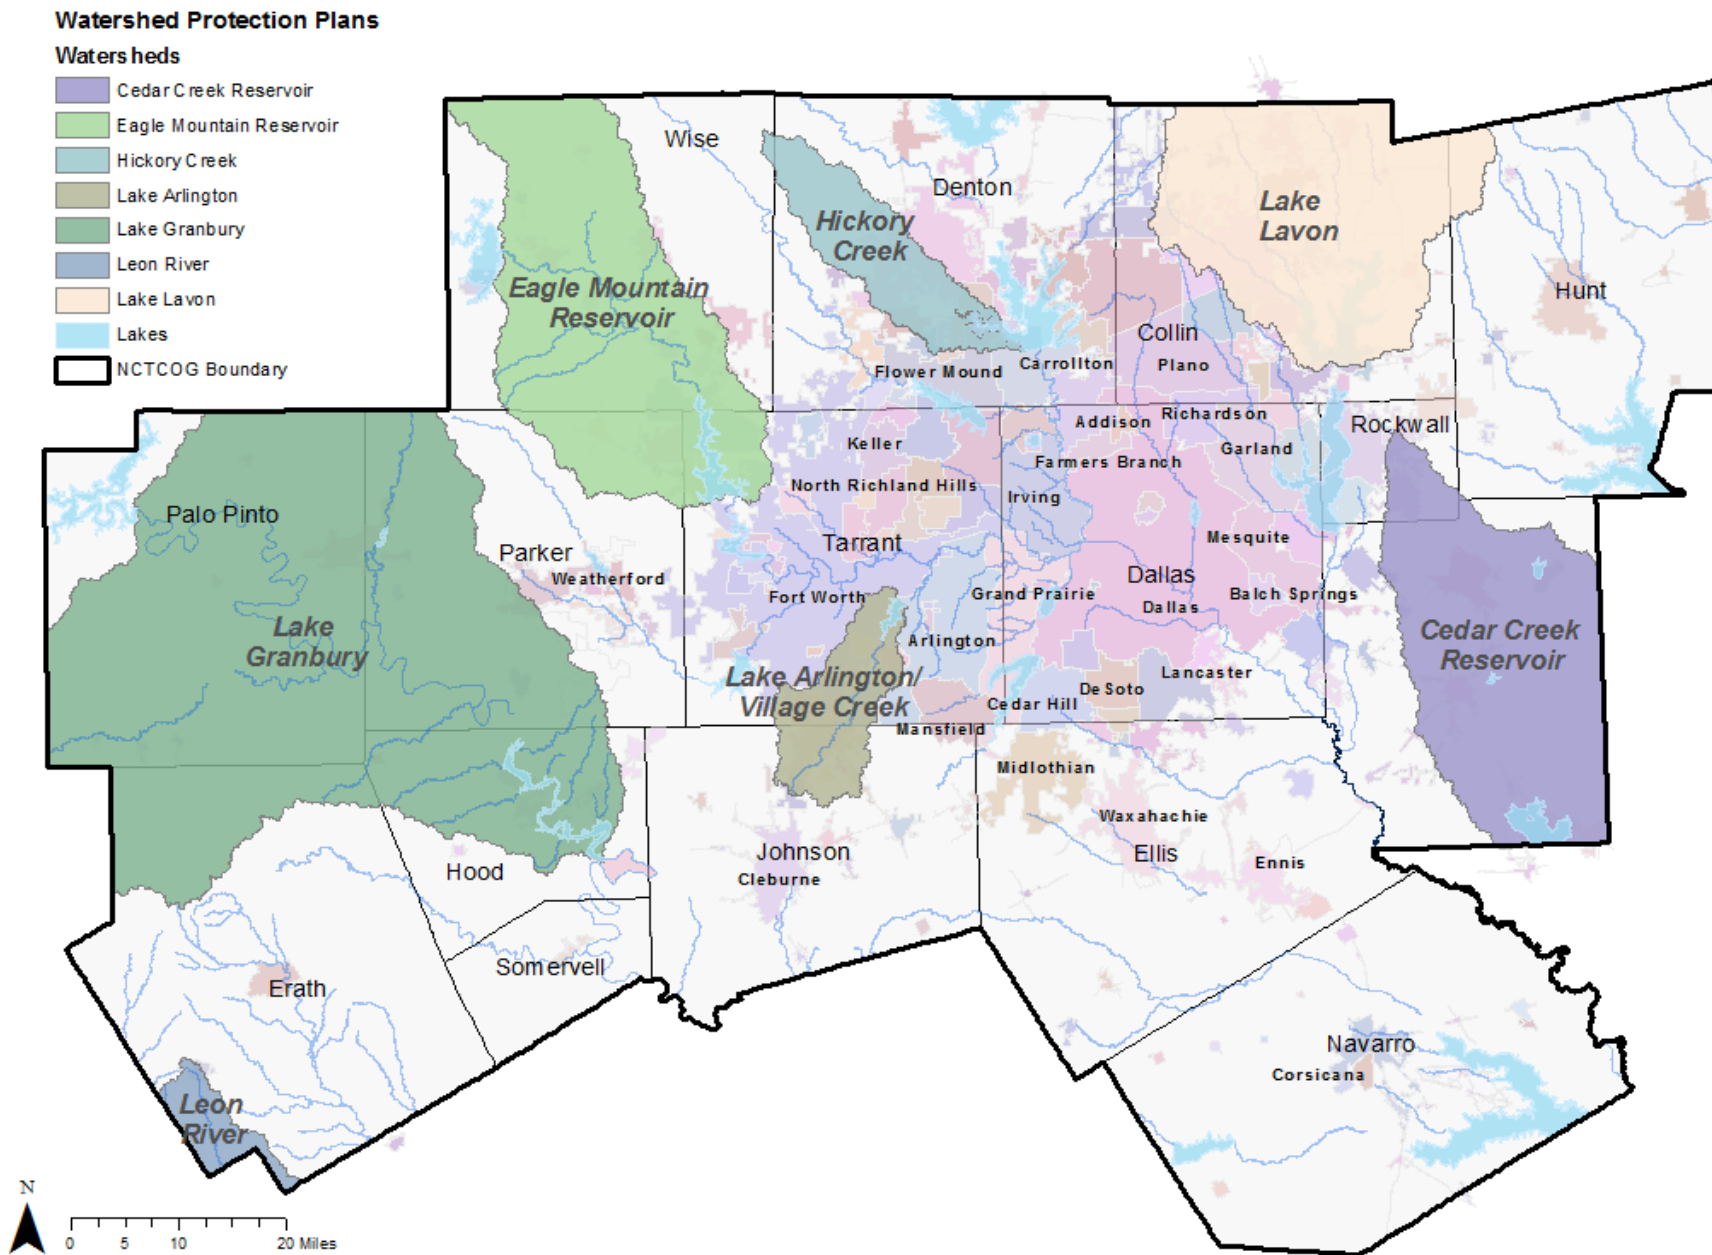 Watershed Protection Plans
Watersheds
Cedar Creek Reservoir
Eagle Mountain Reservoir
Hickory Creek
Lake Arlington
Lake Granbury
Leon River
Lake Lavon
Lakes
NCTCOG Boundary
Wise
Denton
Hickory
Creek
Lake
Lavon
Eagle Mountain
Reservoir
Hunt
Collin
Flower Mound
Carrollton
Plano
Addison
Richardson
Rockwall
Keller
Farmers Branch
Garland
North Richland Hills
Irving
Palo Pinto
Tarrant
Mesquite
Parker
Weatherford
Dallas
Fort Worth
Grand Prairie
Dallas
Balch Springs
Lake
Granbury
Arlington
Cedar Creek
Reservoir
Lake Arlington/
Village Creek
Lancaster
DeSoto
Cedar Hill
Mansfield
Midlothian
Waxahachie
Johnson
Ellis
Hood
Cleburne
Ennis
Somervell
Erath
Navarro
Corsicana
Leon
River
N
0 5 10 20 Miles